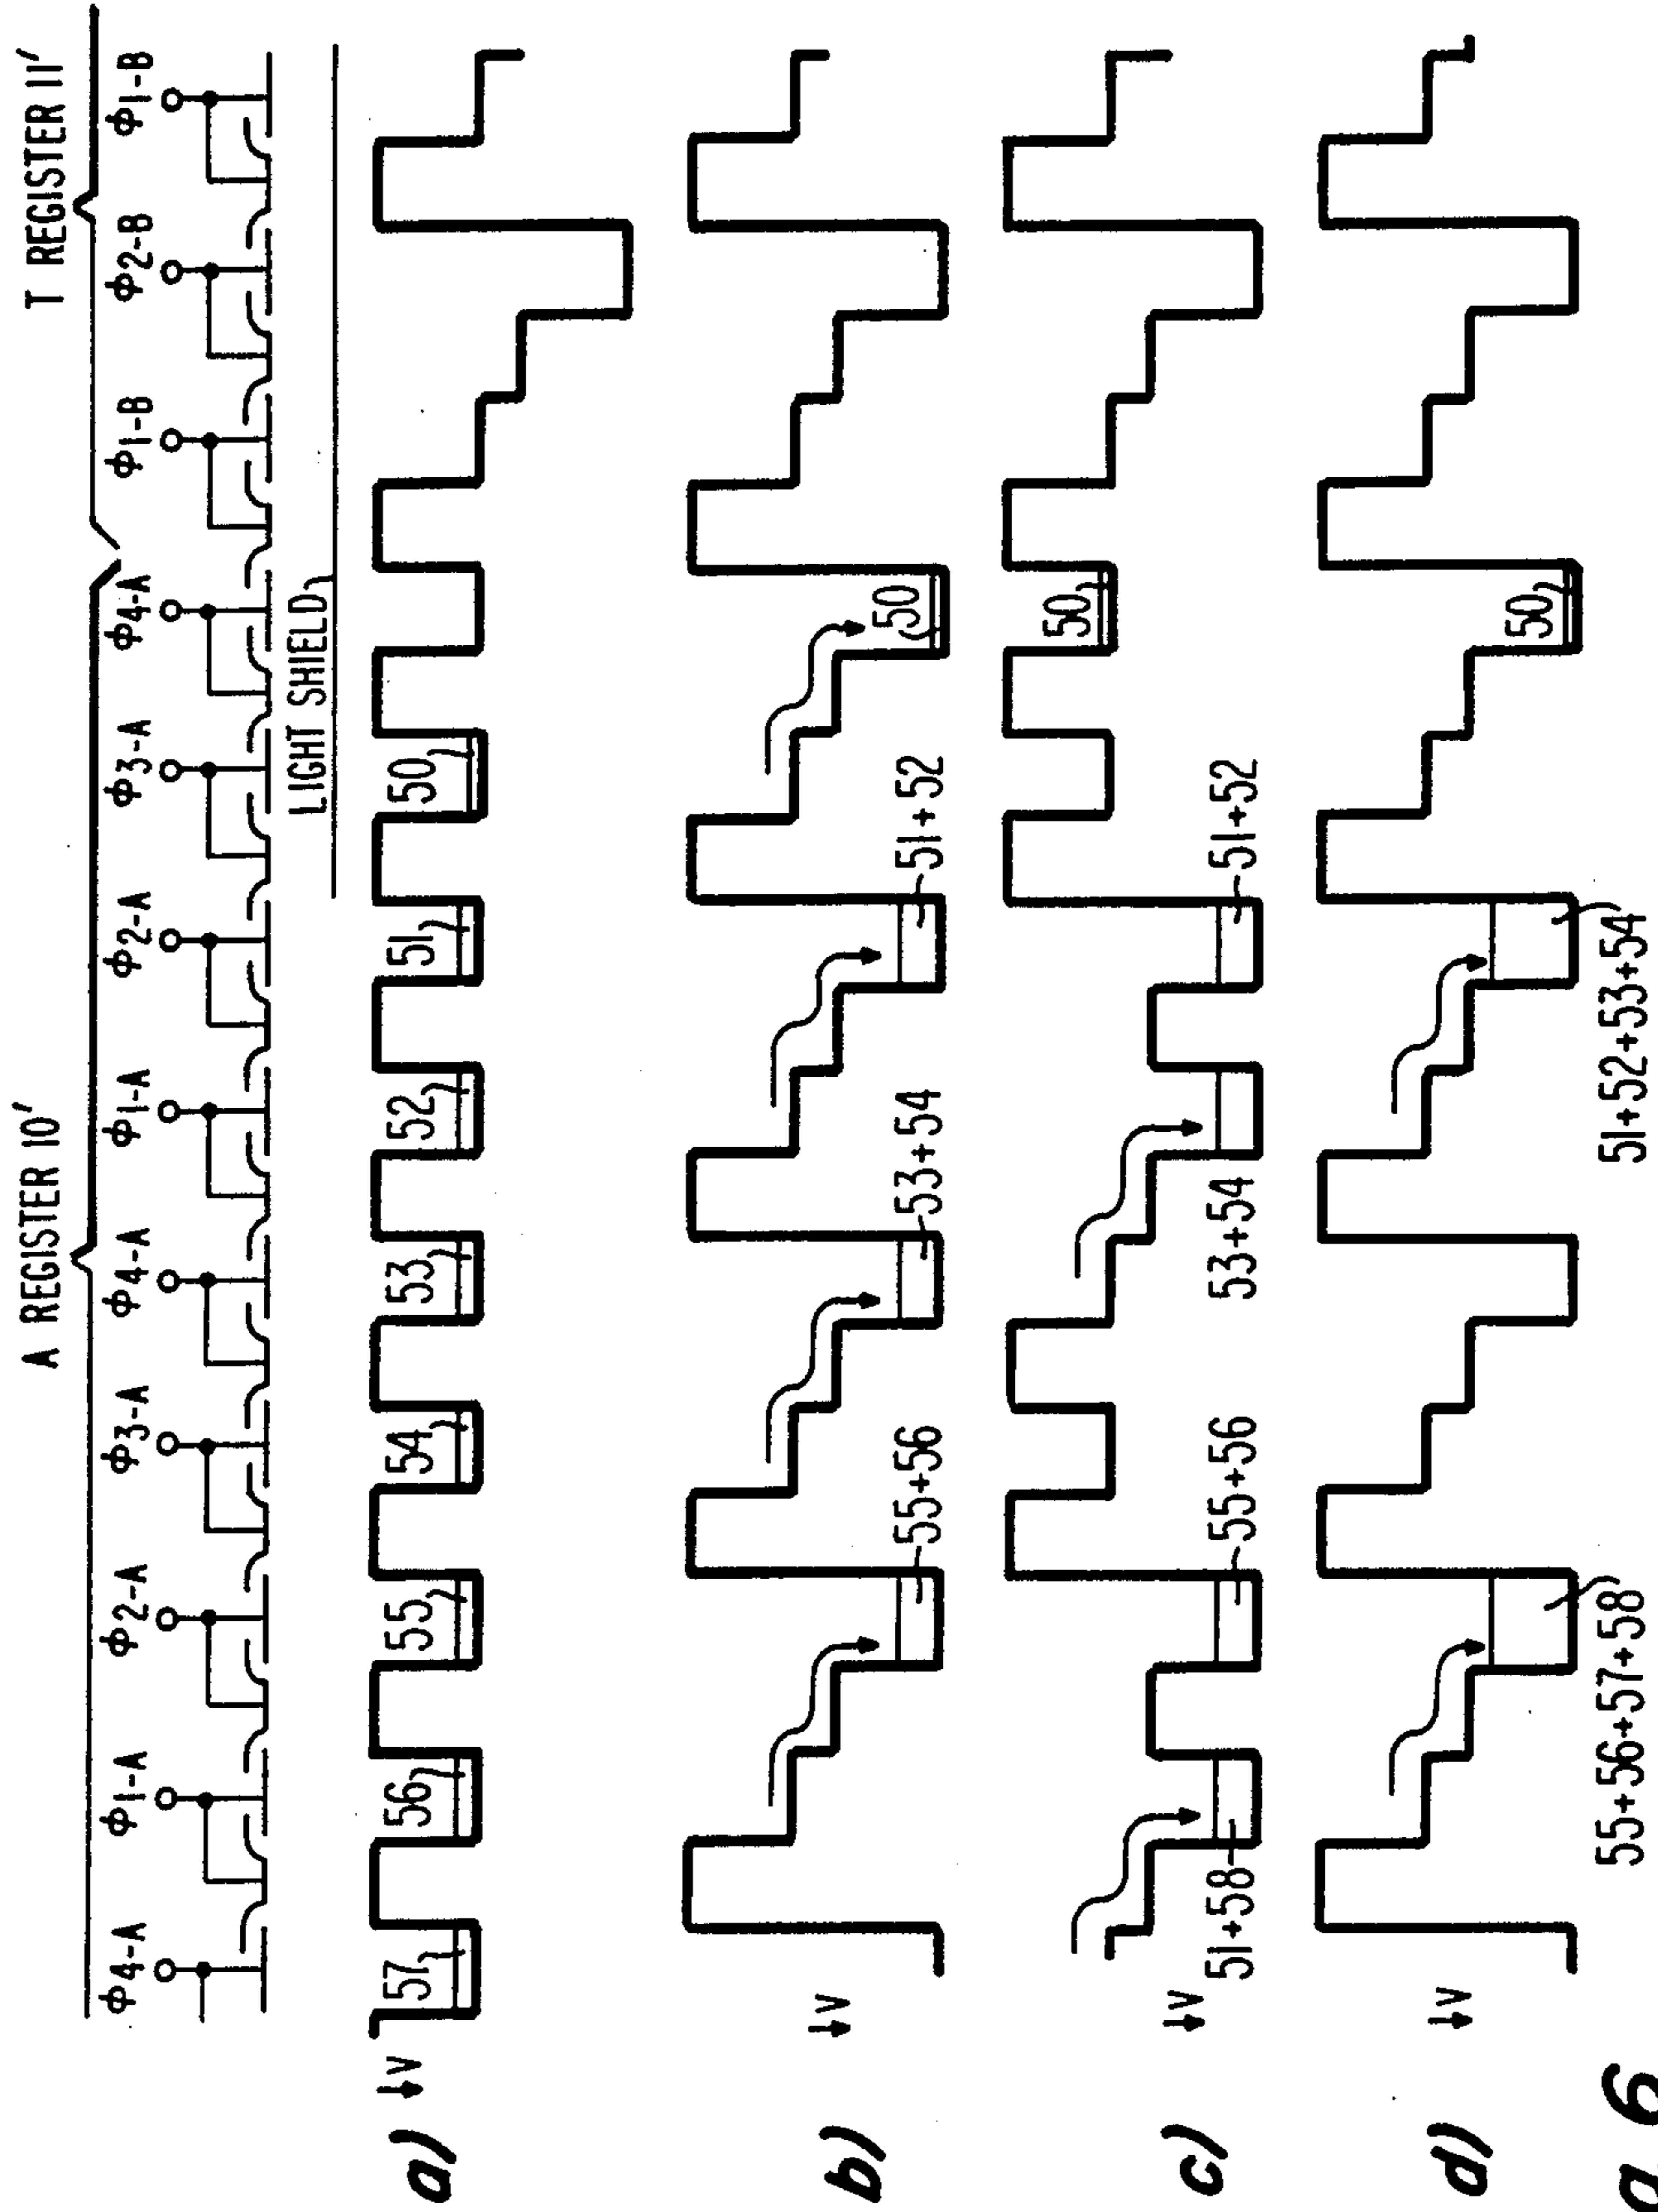 A REGISTER 10' T REGISTER 11'
Φ4-A Φ1-A Φ2-A Φ3-A Φ4-A Φ1-A Φ2-A Φ3-A Φ4-A Φ1-B Φ2-B Φ1-B
LIGHT SHIELD
a) ↓V 57 56 55 54 53 52 51 50
b) ↓V 55+56 53+54 51+52 50
c) ↓V 51+58 55+56 53+54 51+52 50
d) ↓V 55+56+57+58 51+52+53+54 50
6